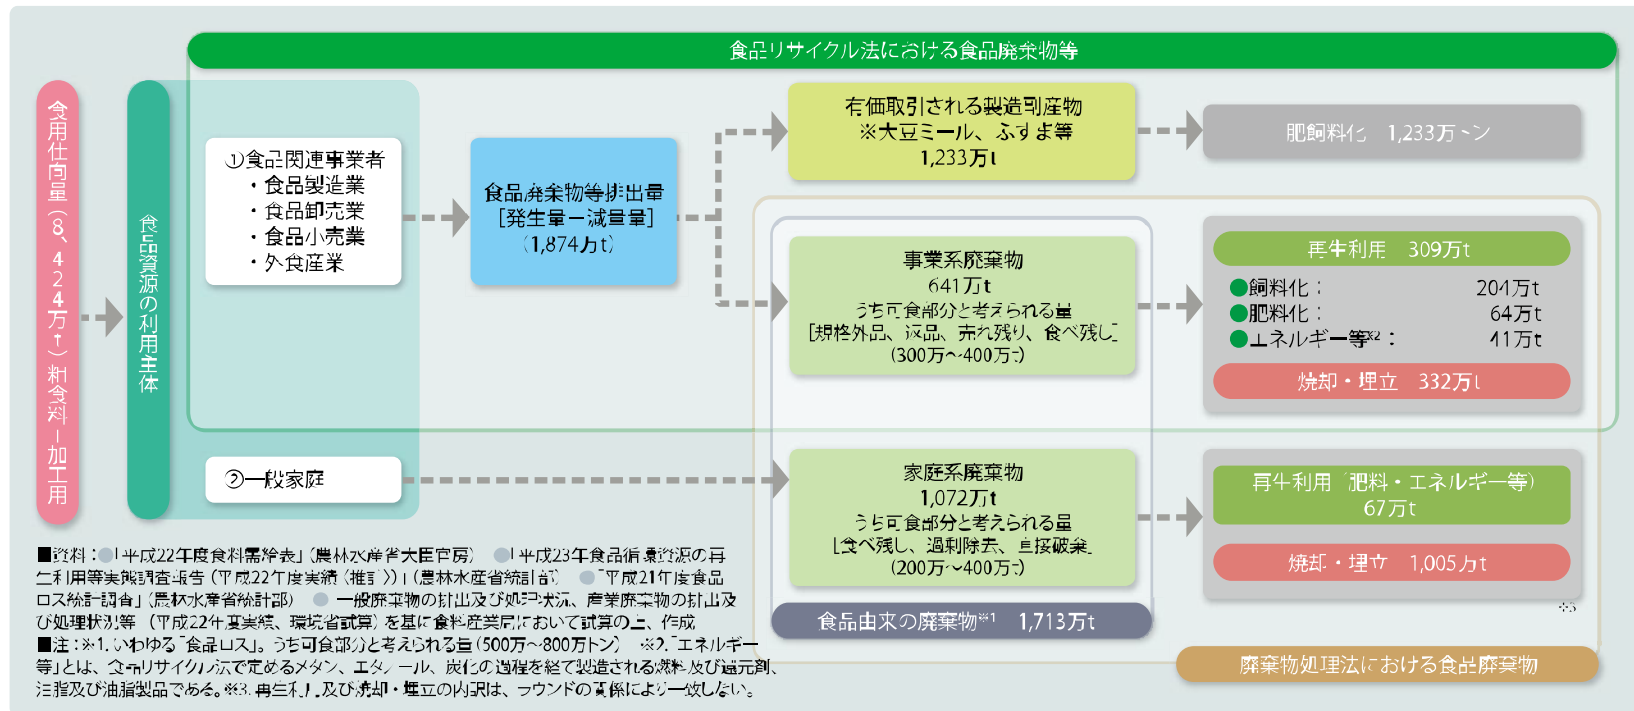 食品リサイクル法における食品廃棄物等
食用仕向量（8、424万t）粗食料＋加工用
食品資源の利用主体
①食品関連事業者
・食品製造業
・食品卸売業
・食品小売業
・外食産業
食品廃棄物等排出量
［発生量－減量量］
（1,874万t）
有価取引される製造副産物
※大豆ミール、ふすま等
1,233万t
肥飼料化　1,233万トン
事業系廃棄物
641万t
うち可食部分と考えられる量
［規格外品、返品、売れ残り、食べ残し］
（300万～400万t）
再生利用　309万t
●飼料化：　204万t
●肥料化：　64万t
●エネルギー等※2：　41万t
焼却・埋立　332万t
②一般家庭
家庭系廃棄物
1,072万t
うち可食部分と考えられる量
［食べ残し、過剰除去、直接廃棄］
（200万～400万t）
再生利用（肥料・エネルギー等）
67万t
焼却・埋立　1,005万t
※3
食品由来の廃棄物※1　1,713万t
廃棄物処理法における食品廃棄物
■資料：●「平成22年度食料需給表」（農林水産省大臣官房）　●「平成23年食品循環資源の再
生利用等実態調査報告（平成22年度実績（推計））」（農林水産省統計部）　●「平成21年度食品
ロス統計調査」（農林水産省統計部）　●一般廃棄物の排出及び処理状況、産業廃棄物の排出及
び処理状況等（平成22年度実績、環境省試算）を基に食料産業局において試算の上、作成
■注：※1. いわゆる「食品ロス」。うち可食部分と考えられる量（500万～800万トン）　※2.「エネルギー
等」とは、食品リサイクル法で定めるメタン、エタノール、炭化の過程を経て製造される燃料及び還元剤、
油脂及び油脂製品である。※3. 再生利用及び焼却・埋立の内訳は、ラウンドの関係により一致しない。